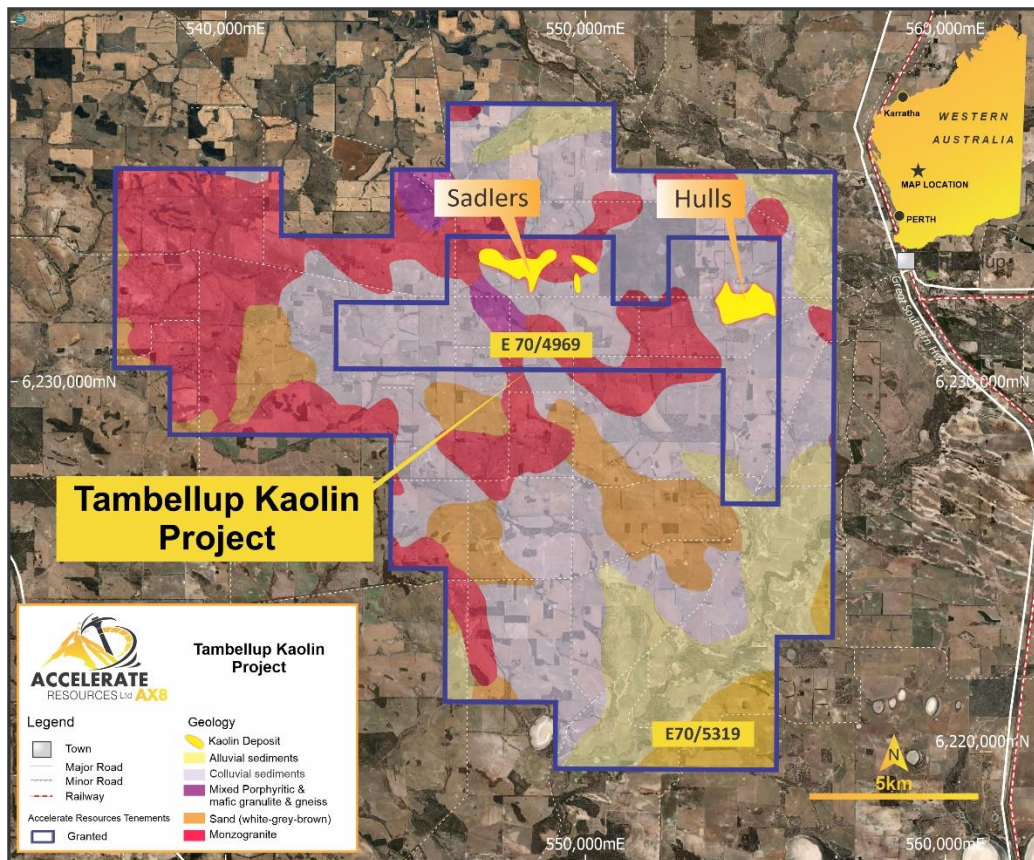 540,000mE
550,000mE
560,000mE
Karratha
WESTERN
AUSTRALIA
MAP LOCATION
PERTH
Sadlers
Hulls
Great Southern
E 70/4969
6,230,000mN
6,230,000mN
Tambellup Kaolin
Project
ACCELERATE
RESOURCES Ltd AX8
Tambellup Kaolin
Project
Legend
Town
Major Road
Minor Road
Railway
Accelerate Resources Tenements
Granted
Geology
Kaolin Deposit
Alluvial sediments
Colluvial sediments
Mixed Porphyritic &
mafic granulite & gneiss
Sand (white-grey-brown)
Monzogranite
E70/5319
6,220,000mN
N
5km
550,000mE
560,000mE